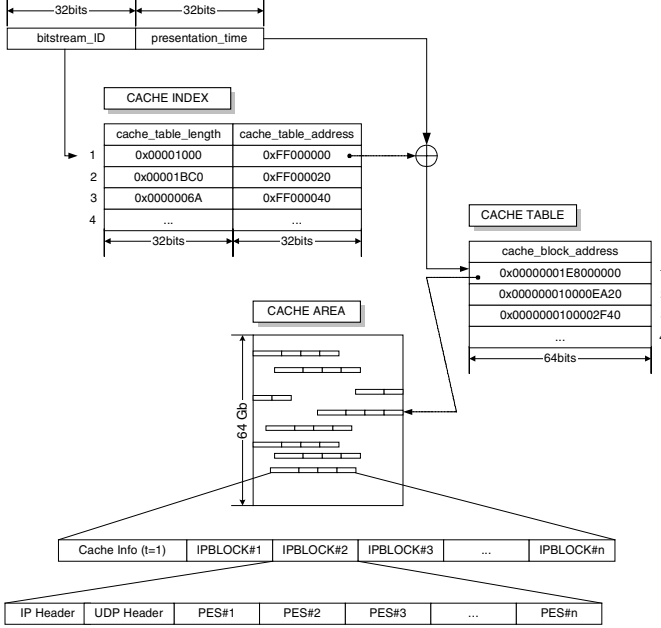 32bits 32bits
bitstream_ID presentation_time
CACHE INDEX
cache_table_length cache_table_address
1 0x00001000 0xFF000000
2 0x00001BC0 0xFF000020
3 0x0000006A 0xFF000040
4 ... ...
32bits 32bits
CACHE TABLE
cache_block_address
0x00000001E8000000
0x000000010000EA20
0x0000000100002F40
...
64bits
CACHE AREA
64 Gb
Cache Info (t=1) IPBLOCK#1 IPBLOCK#2 IPBLOCK#3 ... IPBLOCK#n
IP Header UDP Header PES#1 PES#2 PES#3 ... PES#n